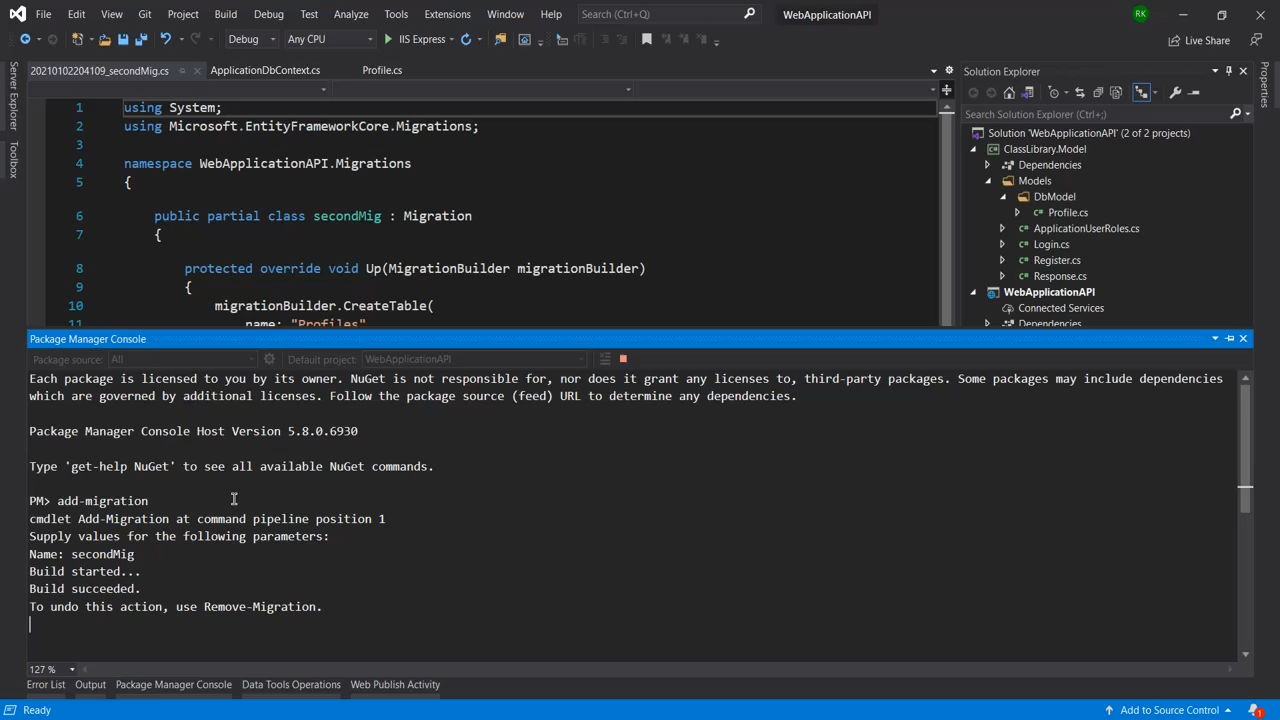 File Edit View Git Project Build Debug Test Analyze Tools Extensions Window Help Search (Ctrl+Q) WebApplicationAPI RK
Debug Any CPU IIS Express Live Share
Server Explorer
Toolbox
20210102204109_secondMig.cs ApplicationDbContext.cs Profile.cs
1 using System;
2 using Microsoft.EntityFrameworkCore.Migrations;
3
4 namespace WebApplicationAPI.Migrations
5 {
6 public partial class secondMig : Migration
7 {
8 protected override void Up(MigrationBuilder migrationBuilder)
9 {
10 migrationBuilder.CreateTable(
11 name: "Profiles"
Solution Explorer
Search Solution Explorer (Ctrl+;)
Solution 'WebApplicationAPI' (2 of 2 projects)
ClassLibrary.Model
Dependencies
Models
DbModel
Profile.cs
ApplicationUserRoles.cs
Login.cs
Register.cs
Response.cs
WebApplicationAPI
Connected Services
Dependencies
Properties
Package Manager Console
Package source: All Default project: WebApplicationAPI
Each package is licensed to you by its owner. NuGet is not responsible for, nor does it grant any licenses to, third-party packages. Some packages may include dependencies
which are governed by additional licenses. Follow the package source (feed) URL to determine any dependencies.
Package Manager Console Host Version 5.8.0.6930
Type 'get-help NuGet' to see all available NuGet commands.
PM> add-migration
cmdlet Add-Migration at command pipeline position 1
Supply values for the following parameters:
Name: secondMig
Build started...
Build succeeded.
To undo this action, use Remove-Migration.
127 %
Error List Output Package Manager Console Data Tools Operations Web Publish Activity
Ready Add to Source Control 1